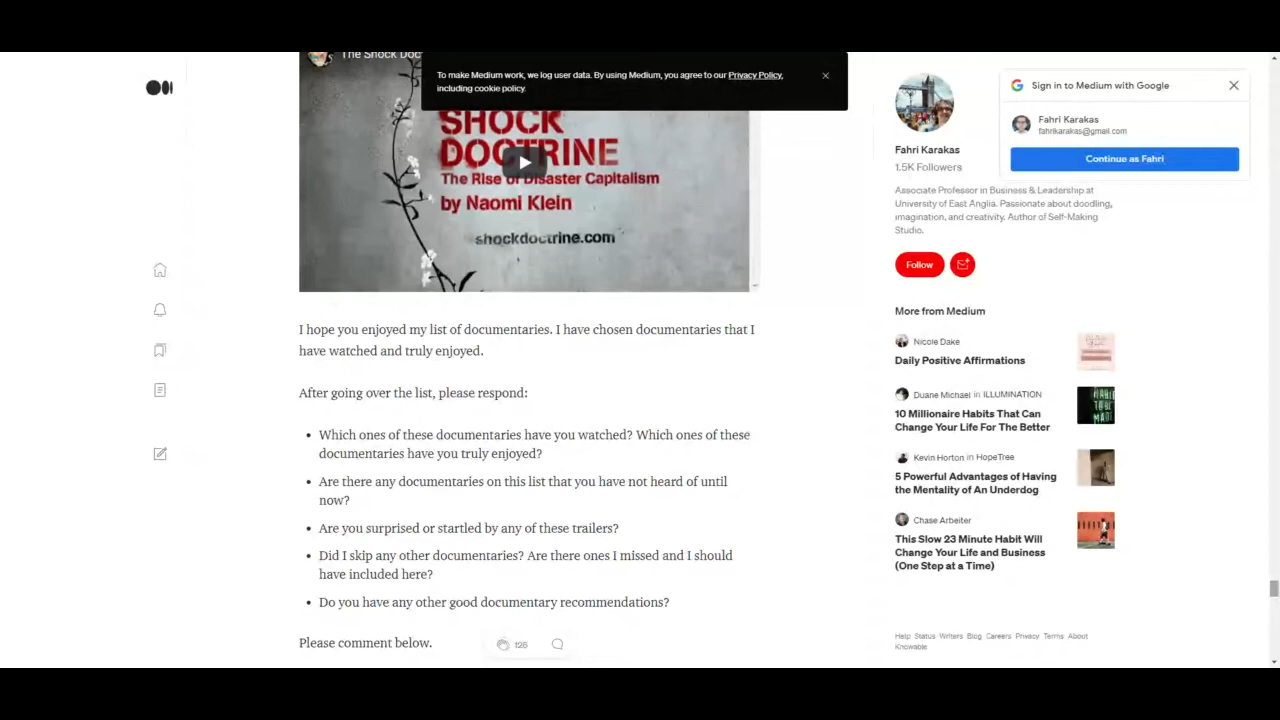 The Shock Doc
To make Medium work, we log user data. By using Medium, you agree to our Privacy Policy,
including cookie policy.
SHOCK
DOCTRINE
The Rise of Disaster Capitalism
by Naomi Klein
shockdoctrine.com
I hope you enjoyed my list of documentaries. I have chosen documentaries that I
have watched and truly enjoyed.
After going over the list, please respond:
• Which ones of these documentaries have you watched? Which ones of these
documentaries have you truly enjoyed?
• Are there any documentaries on this list that you have not heard of until
now?
• Are you surprised or startled by any of these trailers?
• Did I skip any other documentaries? Are there ones I missed and I should
have included here?
• Do you have any other good documentary recommendations?
Please comment below.
126
Sign in to Medium with Google
Fahri Karakas
fahrikarakas@gmail.com
Continue as Fahri
Fahri Karakas
1.5K Followers
Associate Professor in Business & Leadership at
University of East Anglia. Passionate about doodling,
imagination, and creativity. Author of Self-Making
Studio.
Follow
More from Medium
Nicole Dake
Daily Positive Affirmations
Duane Michael in ILLUMINATION
10 Millionaire Habits That Can
Change Your Life For The Better
Kevin Horton in HopeTree
5 Powerful Advantages of Having
the Mentality of An Underdog
Chase Arbeiter
This Slow 23 Minute Habit Will
Change Your Life and Business
(One Step at a Time)
Help Status Writers Blog Careers Privacy Terms About
Knowable